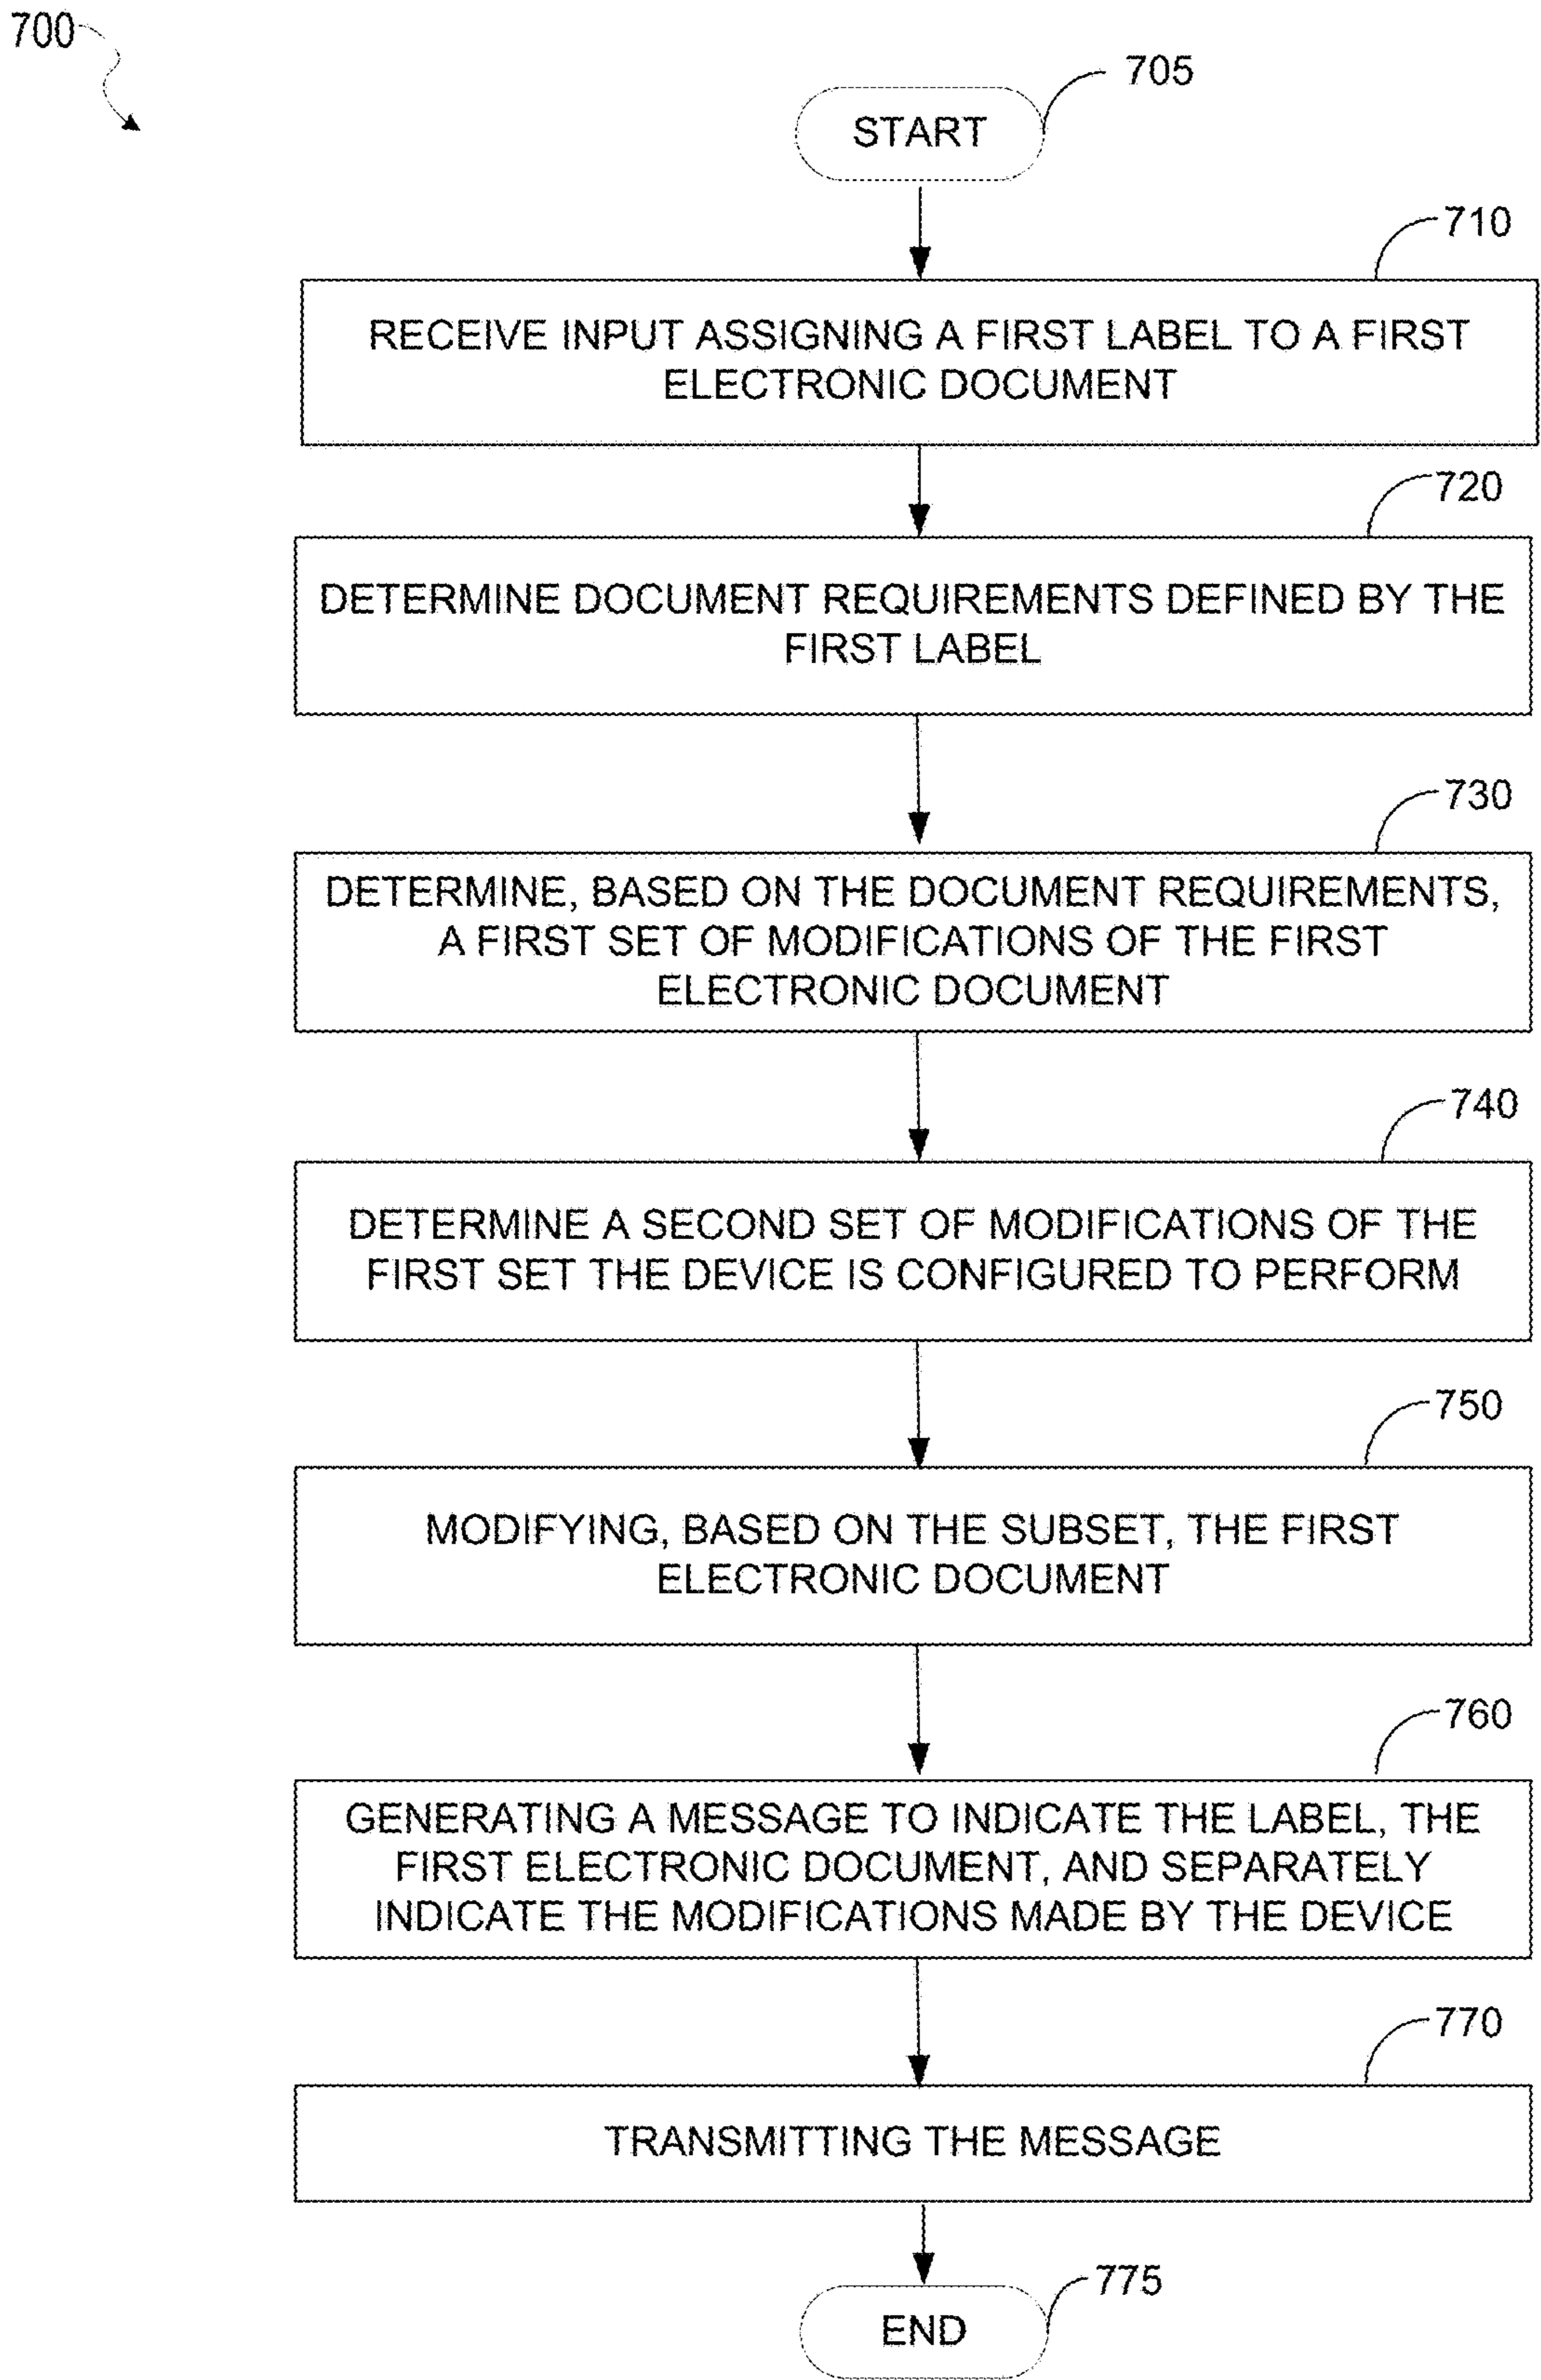 700
705
START
710
RECEIVE INPUT ASSIGNING A FIRST LABEL TO A FIRST
ELECTRONIC DOCUMENT
720
DETERMINE DOCUMENT REQUIREMENTS DEFINED BY THE
FIRST LABEL
730
DETERMINE, BASED ON THE DOCUMENT REQUIREMENTS,
A FIRST SET OF MODIFICATIONS OF THE FIRST
ELECTRONIC DOCUMENT
740
DETERMINE A SECOND SET OF MODIFICATIONS OF THE
FIRST SET THE DEVICE IS CONFIGURED TO PERFORM
750
MODIFYING, BASED ON THE SUBSET, THE FIRST
ELECTRONIC DOCUMENT
760
GENERATING A MESSAGE TO INDICATE THE LABEL, THE
FIRST ELECTRONIC DOCUMENT, AND SEPARATELY
INDICATE THE MODIFICATIONS MADE BY THE DEVICE
770
TRANSMITTING THE MESSAGE
775
END